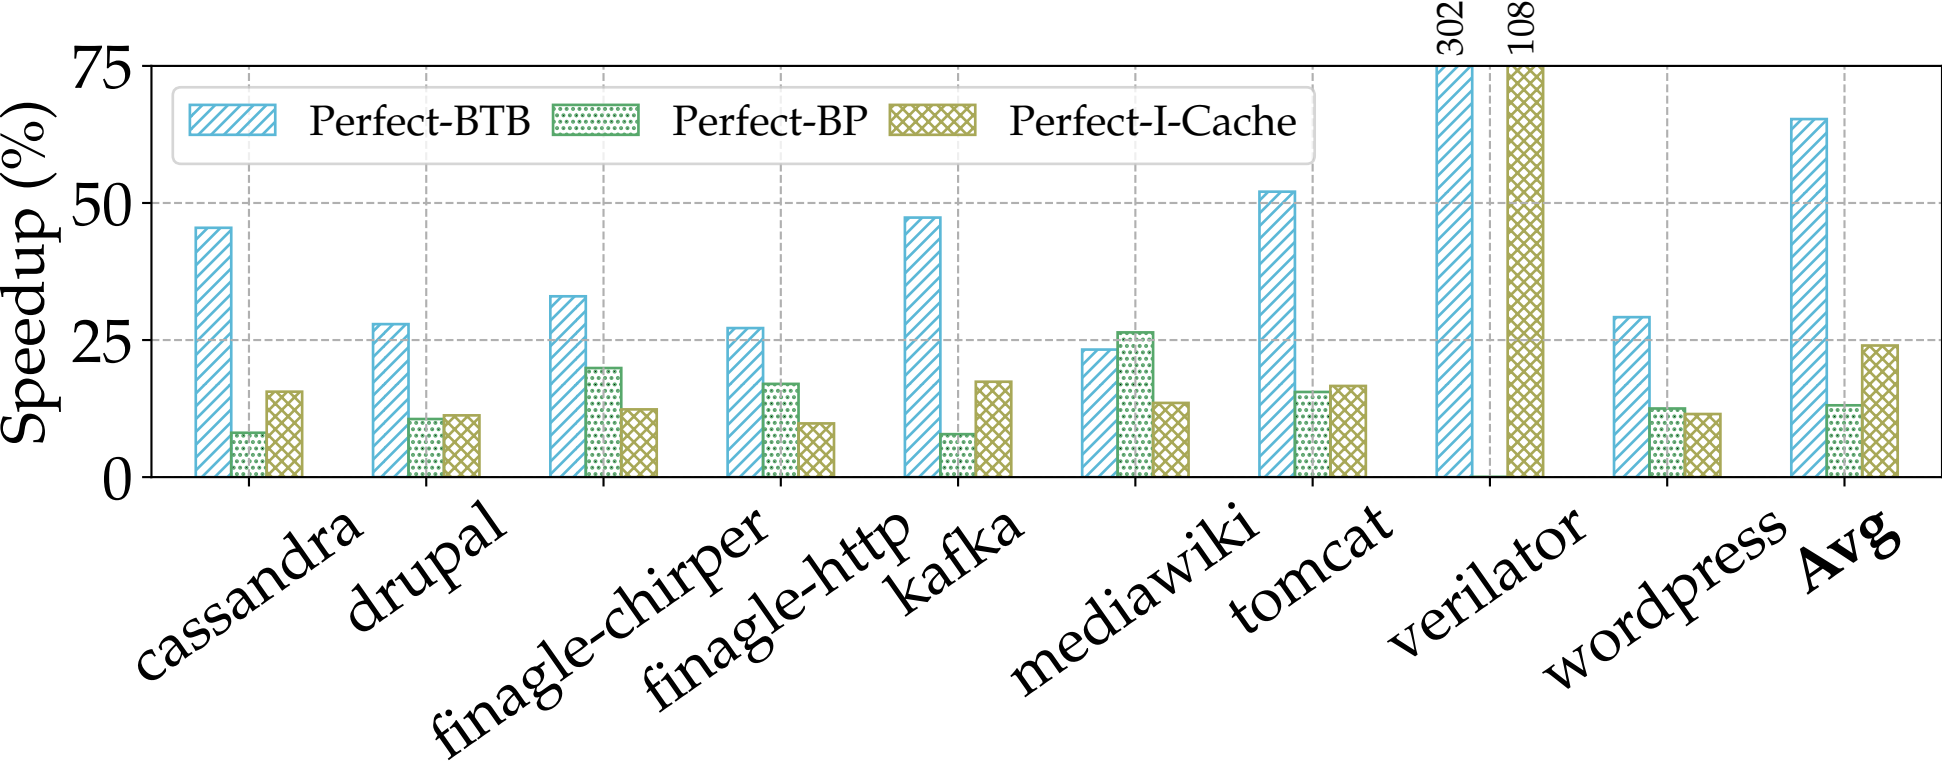 302
108
Speedup (%)
75
50
25
0
Perfect-BTB
Perfect-BP
Perfect-I-Cache
cassandra
drupal
finagle-chirper
finagle-http
kafka
mediawiki
tomcat
verilator
wordpress
Avg